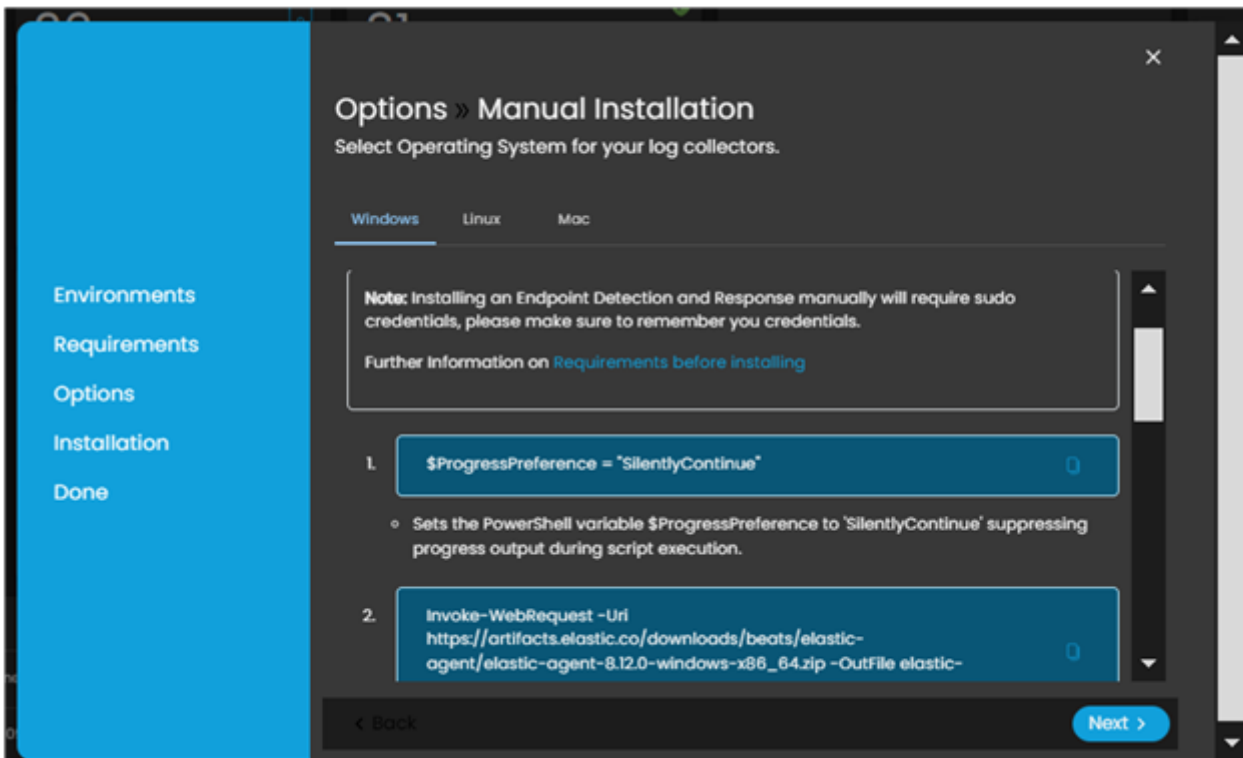 Options » Manual Installation
Select Operating System for your log collectors.
Windows Linux Mac
Environments
Requirements
Options
Installation
Done
Note: Installing an Endpoint Detection and Response manually will require sudo
credentials, please make sure to remember you credentials.
Further Information on Requirements before installing
1. $ProgressPreference = "SilentlyContinue"
Sets the PowerShell variable $ProgressPreference to 'SilentlyContinue' suppressing
progress output during script execution.
2. Invoke-WebRequest -Uri
https://artifacts.elastic.co/downloads/beats/elastic-
agent/elastic-agent-8.12.0-windows-x86_64.zip -OutFile elastic-
< Back
Next >